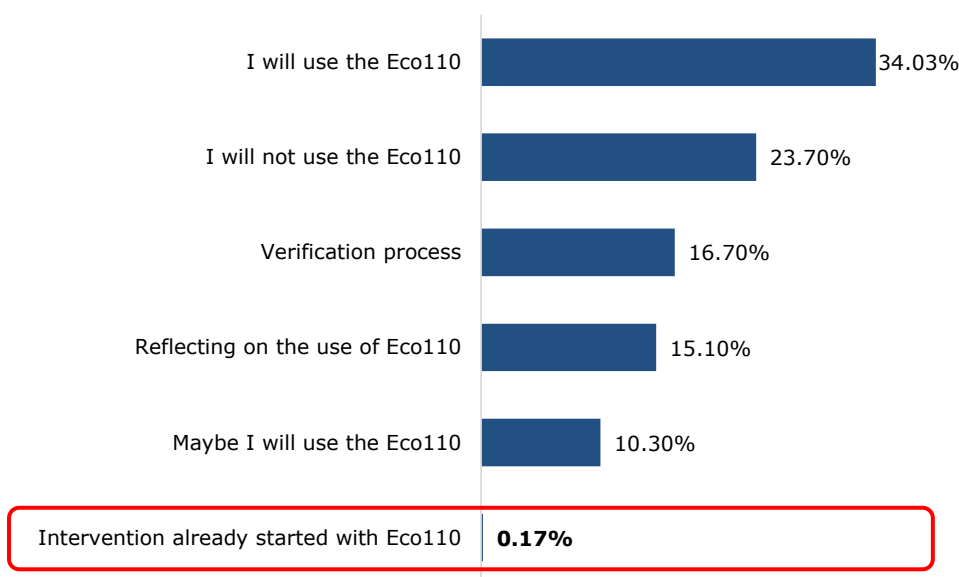 I will use the Eco110 34.03%
I will not use the Eco110 23.70%
Verification process 16.70%
Reflecting on the use of Eco110 15.10%
Maybe I will use the Eco110 10.30%
Intervention already started with Eco110 0.17%